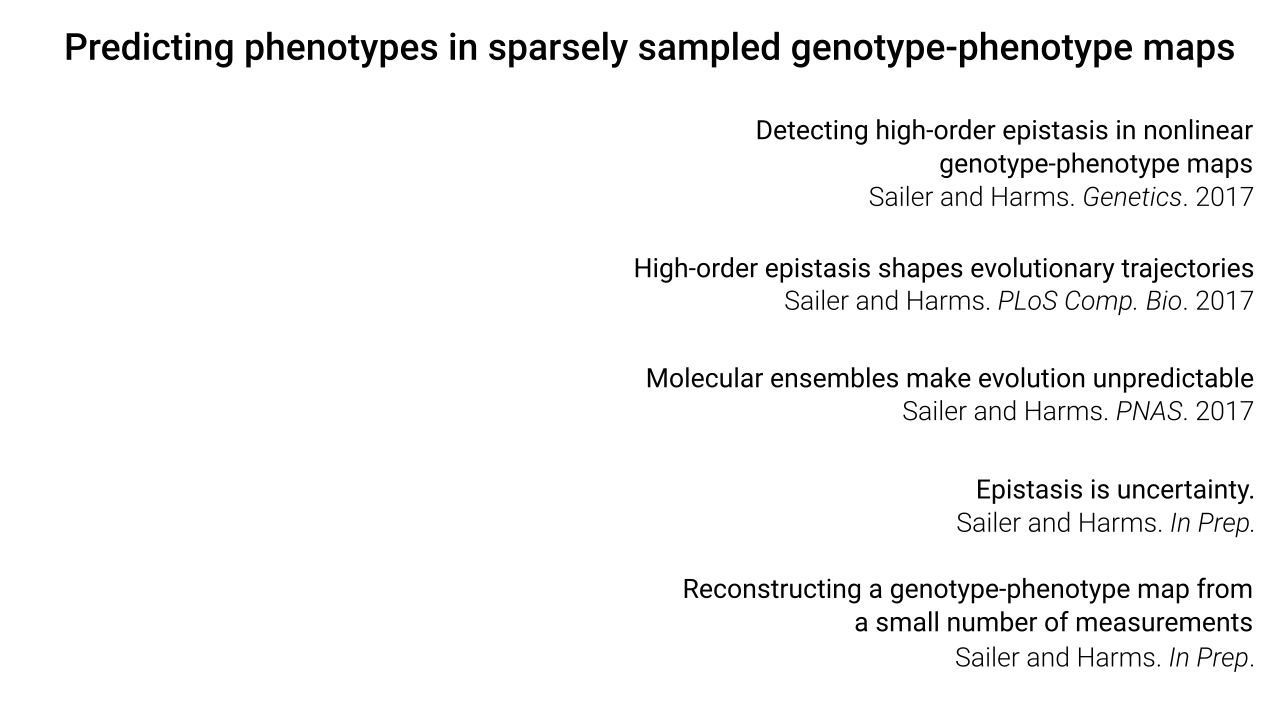 Predicting phenotypes in sparsely sampled genotype-phenotype maps
Detecting high-order epistasis in nonlinear
genotype-phenotype maps
Sailer and Harms. Genetics. 2017
High-order epistasis shapes evolutionary trajectories
Sailer and Harms. PLoS Comp. Bio. 2017
Molecular ensembles make evolution unpredictable
Sailer and Harms. PNAS. 2017
Epistasis is uncertainty.
Sailer and Harms. In Prep.
Reconstructing a genotype-phenotype map from
a small number of measurements
Sailer and Harms. In Prep.